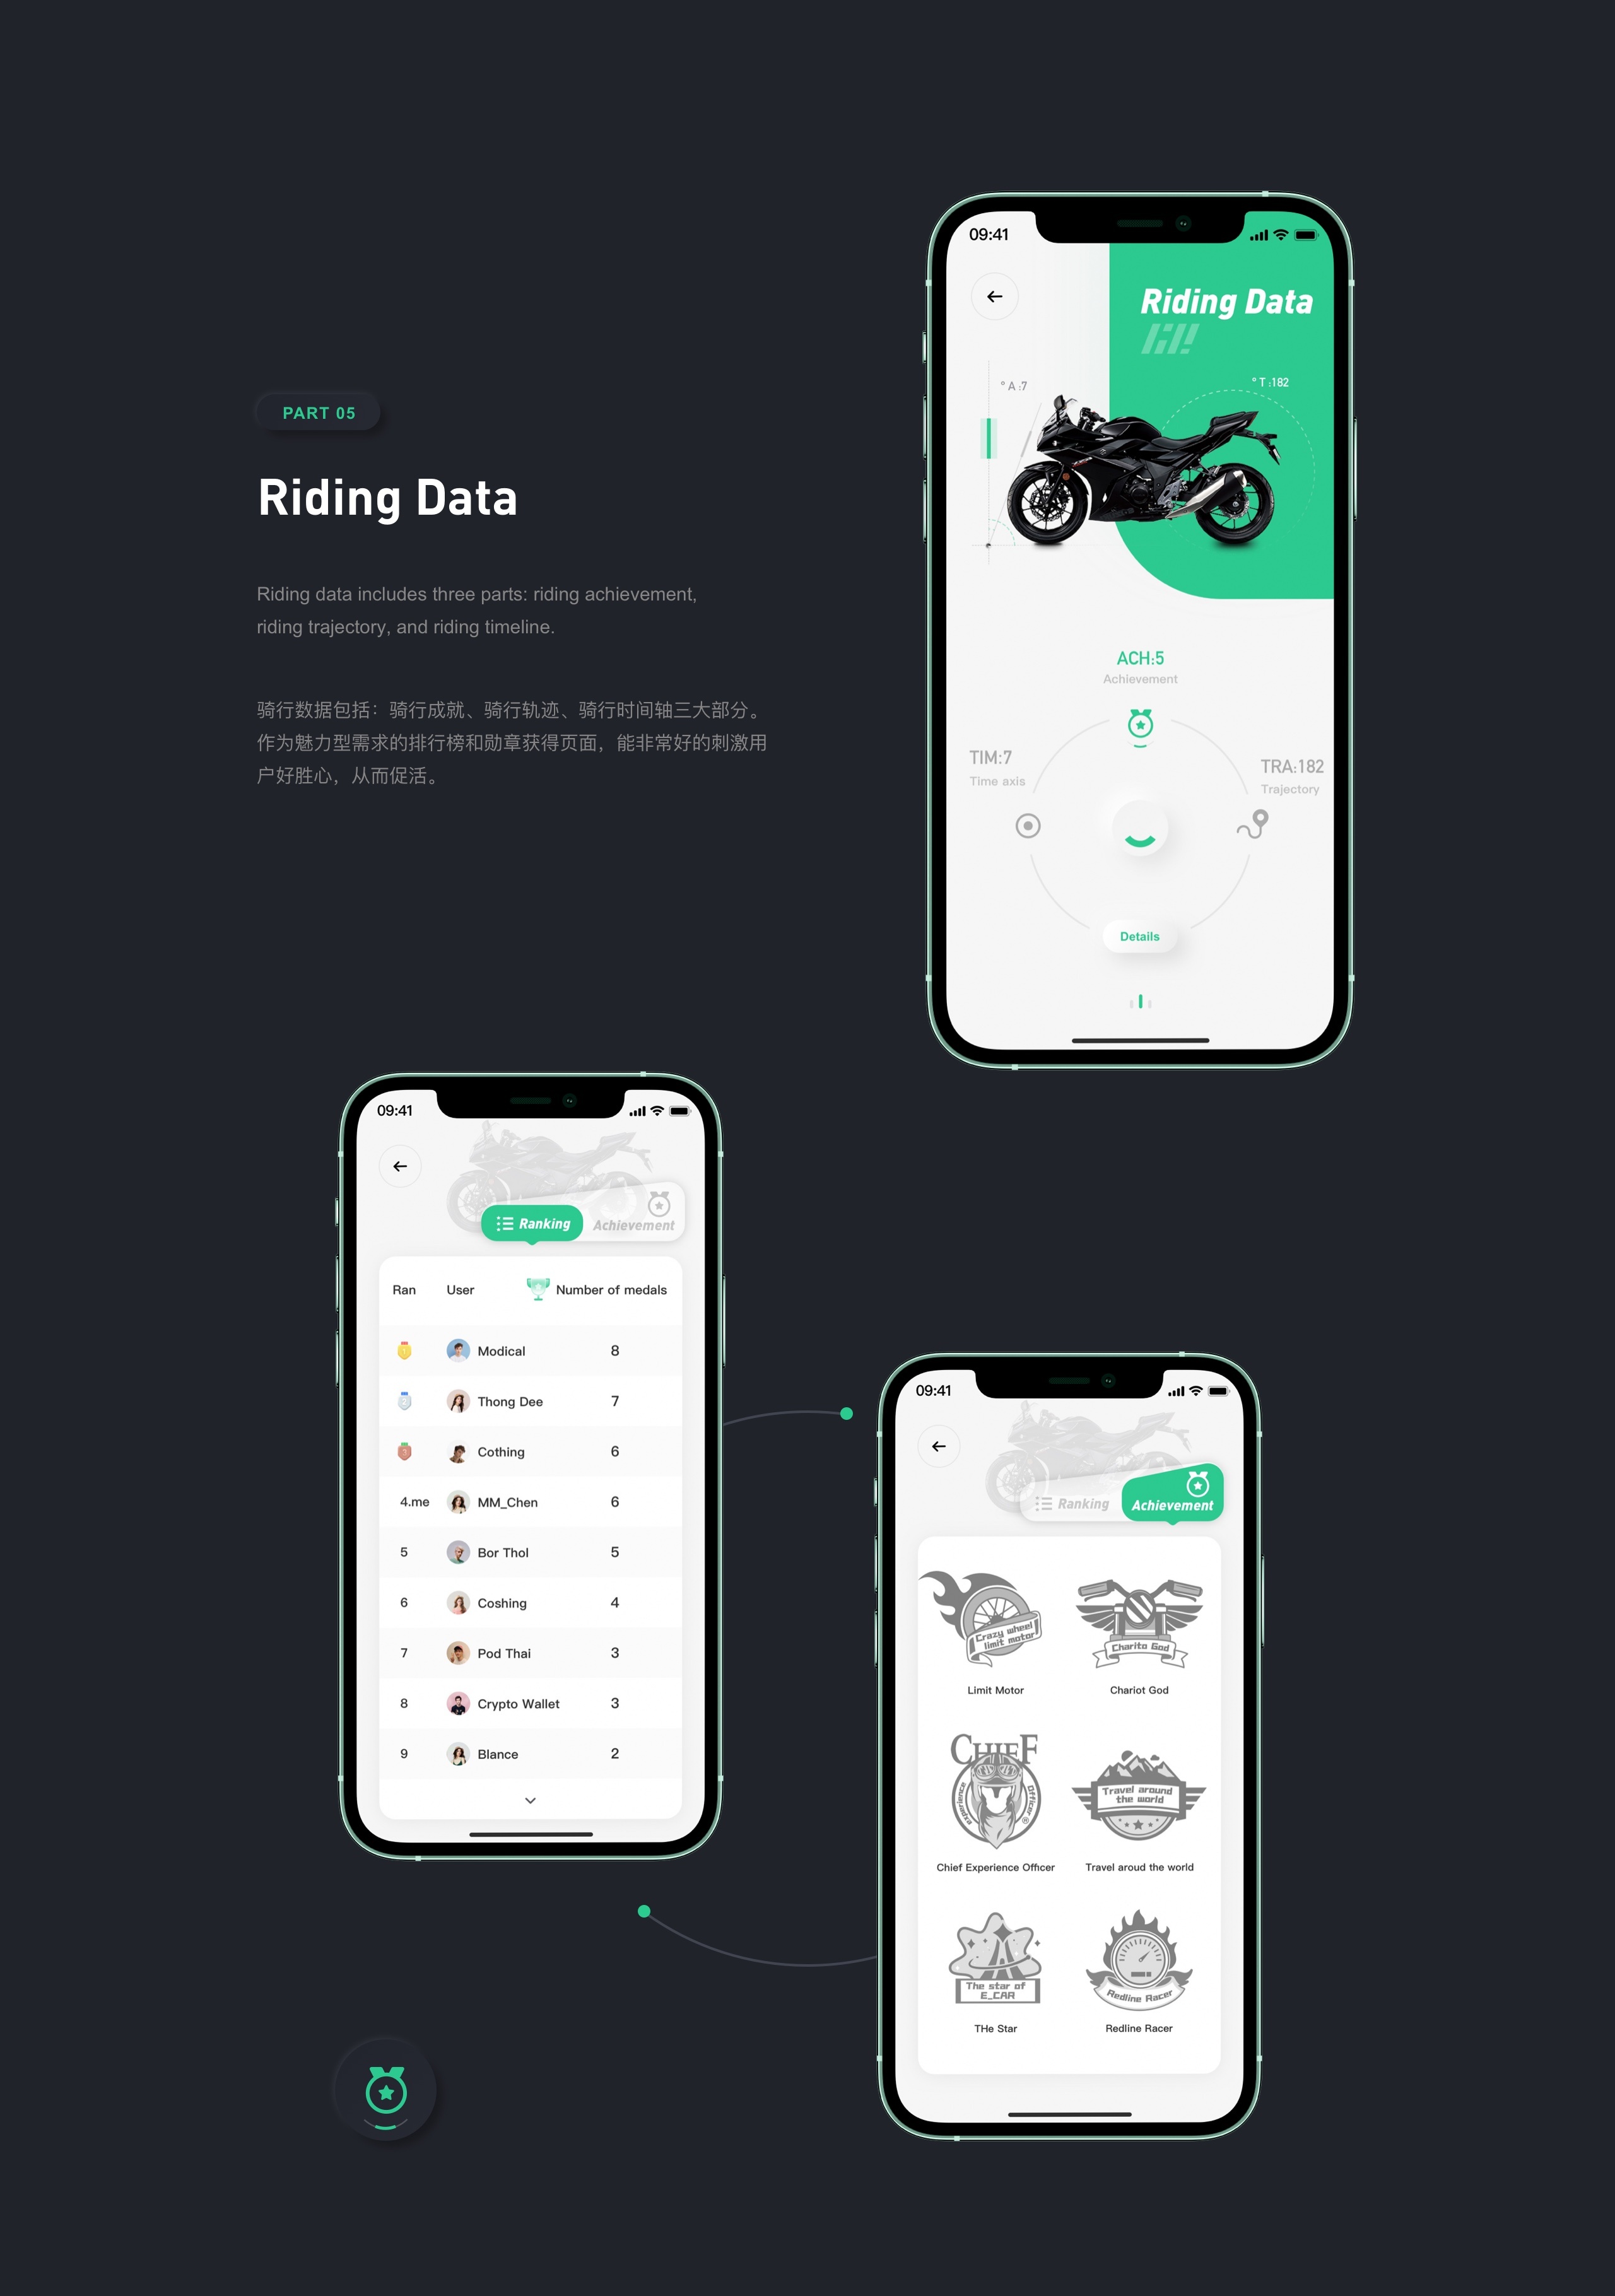 PART 05
Riding Data
Riding data includes three parts: riding achievement,
riding trajectory, and riding timeline.
骑行数据包括：骑行成就、骑行轨迹、骑行时间轴三大部分。
作为魅力型需求的排行榜和勋章获得页面，能非常好的刺激用
户好胜心，从而促活。
09:41
Riding Data
° A :7
° T :182
ACH:5
Achievement
TIM:7
Time axis
TRA:182
Trajectory
Details
09:41
Ranking
Achievement
Ran User Number of medals
1 Modical 8
2 Thong Dee 7
3 Cothing 6
4.me MM_Chen 6
5 Bor Thol 5
6 Coshing 4
7 Pod Thai 3
8 Crypto Wallet 3
9 Blance 2
09:41
Ranking
Achievement
Crazy wheel
limit motor
Charito God
Limit Motor
Chariot God
CHIEF
experience
Officer®
Travel around
the world
Chief Experience Officer
Travel aroud the world
The star of
E_CAR
Redline Racer
THe Star
Redline Racer